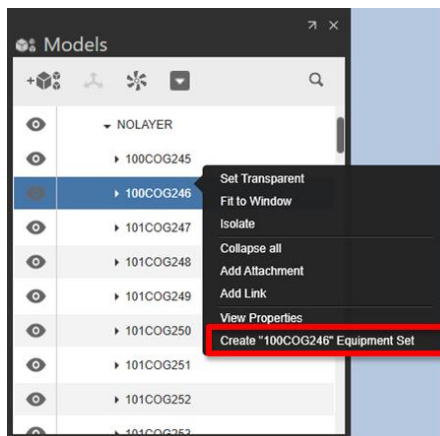 Models
NOLAYER
100COG245
100COG246
Set Transparent
Fit to Window
Isolate
Collapse all
Add Attachment
Add Link
View Properties
Create "100COG246" Equipment Set
101COG247
101COG248
101COG249
101COG250
101COG251
101COG252
101COG253